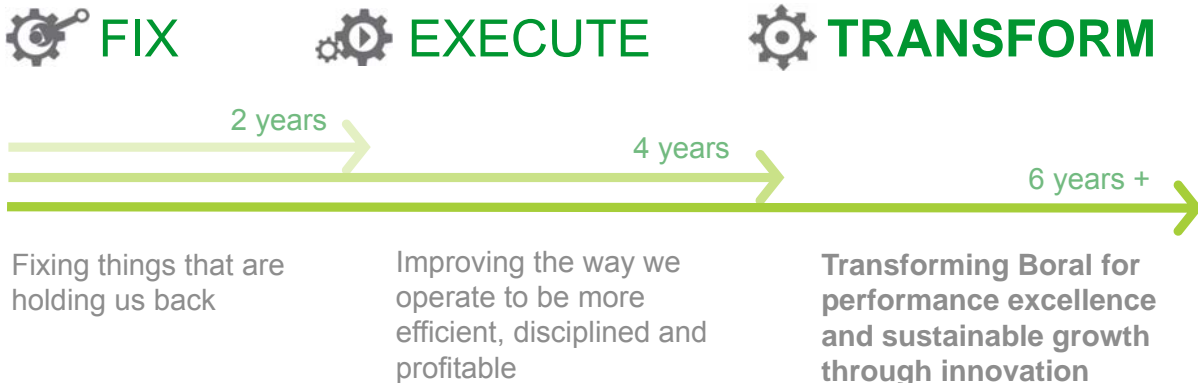 FIX
EXECUTE
TRANSFORM
2 years
4 years
6 years +
Fixing things that are
holding us back
Improving the way we
operate to be more
efficient, disciplined and
profitable
Transforming Boral for
performance excellence
and sustainable growth
through innovation